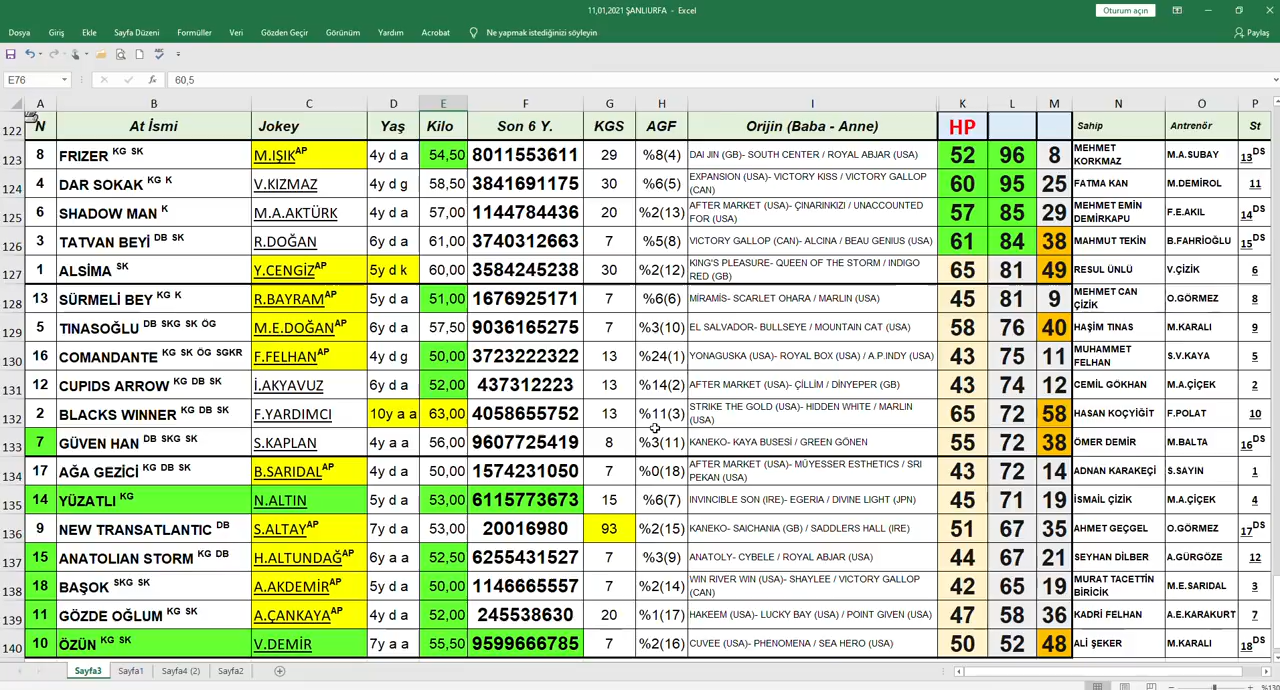 11,01,2021 ŞANLIURFA - Excel
Oturum açın
Dosya Giriş Ekle Sayfa Düzeni Formüller Veri Gözden Geçir Görünüm Yardım Acrobat Ne yapmak istediğinizi söyleyin Paylaş
E76 fx 60,5
A B C D E F G H I K L M N O P
122 N At İsmi Jokey Yaş Kilo Son 6 Y. KGS AGF Orijin (Baba - Anne) HP Sahip Antrenör St
123 8 FRIZER KG SK M.IŞIK AP 4y d a 54,50 8011553611 29 %8(4) DAI JIN (GB)- SOUTH CENTER / ROYAL ABJAR (USA) 52 96 8 MEHMET KORKMAZ M.A.SUBAY 13 DS
124 4 DAR SOKAK KG K V.KIZMAZ 4y d g 58,50 3841691175 30 %6(5) EXPANSION (USA)- VICTORY KISS / VICTORY GALLOP (CAN) 60 95 25 FATMA KAN M.DEMİROL 11
125 6 SHADOW MAN K M.A.AKTÜRK 4y d a 57,00 1144784436 20 %2(13) AFTER MARKET (USA)- ÇINARINKIZI / UNACCOUNTED FOR (USA) 57 85 29 MEHMET EMİN DEMİRKAPU F.E.AKIL 14 DS
126 3 TATVAN BEYİ DB SK R.DOĞAN 6y d a 61,00 3740312663 7 %5(8) VICTORY GALLOP (CAN)- ALCINA / BEAU GENIUS (USA) 61 84 38 MAHMUT TEKİN B.FAHRİOĞLU 15 DS
127 1 ALSİMA SK Y.CENGİZ AP 5y d k 60,00 3584245238 30 %2(12) KING'S PLEASURE- QUEEN OF THE STORM / INDIGO RED (GB) 65 81 49 RESUL ÜNLÜ V.ÇİZİK 6
128 13 SÜRMELİ BEY KG K R.BAYRAM AP 5y d a 51,00 1676925171 7 %6(6) MİRAMİS- SCARLET OHARA / MARLIN (USA) 45 81 9 MEHMET CAN ÇİZİK O.GÖRMEZ 8
129 5 TINASOĞLU DB SKG SK ÖG M.E.DOĞAN AP 6y d a 57,50 9036165275 7 %3(10) EL SALVADOR- BULLSEYE / MOUNTAIN CAT (USA) 58 76 40 HAŞİM TINAS M.KARALI 9
130 16 COMANDANTE KG SK ÖG SGKR F.FELHAN AP 4y d g 50,00 3723222322 13 %24(1) YONAGUSKA (USA)- ROYAL BOX (USA) / A.P.INDY (USA) 43 75 11 MUHAMMET FELHAN S.V.KAYA 5
131 12 CUPIDS ARROW KG DB SK İ.AKYAVUZ 6y d a 52,00 437312223 13 %14(2) AFTER MARKET (USA)- ÇİLLİM / DİNYEPER (GB) 43 74 12 CEMİL GÖKHAN M.A.ÇİÇEK 2
132 2 BLACKS WINNER KG DB SK F.YARDIMCI 10y a a 63,00 4058655752 13 %11(3) STRIKE THE GOLD (USA)- HIDDEN WHITE / MARLIN (USA) 65 72 58 HASAN KOÇYİĞİT F.POLAT 10
133 7 GÜVEN HAN DB SKG SK S.KAPLAN 4y a a 56,00 9607725419 8 %3(11) KANEKO- KAYA BUSESİ / GREEN GÖNEN 55 72 38 ÖMER DEMİR M.BALTA 16 DS
134 17 AĞA GEZİCİ KG DB SK B.SARIDAL AP 4y d a 50,00 1574231050 7 %0(18) AFTER MARKET (USA)- MÜYESSER ESTHETICS / SRI PEKAN (USA) 43 72 14 ADNAN KARAKEÇİ S.SAYIN 1
135 14 YÜZATLI KG N.ALTIN 5y d a 53,00 6115773673 15 %6(7) INVINCIBLE SON (IRE)- EGERIA / DIVINE LIGHT (JPN) 45 71 19 İSMAİL ÇİZİK M.A.ÇİÇEK 4
136 9 NEW TRANSATLANTIC DB S.ALTAY AP 7y d a 53,00 20016980 93 %2(15) KANEKO- SAICHANIA (GB) / SADDLERS HALL (IRE) 51 67 35 AHMET GEÇGEL O.GÖRMEZ 17 DS
137 15 ANATOLIAN STORM KG DB H.ALTUNDAĞ AP 6y a a 52,50 6255431527 7 %3(9) ANATOLY- CYBELE / ROYAL ABJAR (USA) 44 67 21 SEYHAN DİLBER A.GÜRGÖZE 12
138 18 BAŞOK SKG SK A.AKDEMİR AP 5y d a 50,00 1146665557 7 %2(14) WIN RIVER WIN (USA)- SHAYLEE / VICTORY GALLOP (CAN) 42 65 19 MURAT TACETTİN BİRİCİK M.E.SARIDAL 3
139 11 GÖZDE OĞLUM KG SK A.ÇANKAYA AP 4y d a 52,00 245538630 20 %1(17) HAKEEM (USA)- LUCKY BAY (USA) / POINT GIVEN (USA) 47 58 36 KADRİ FELHAN A.E.KARAKURT 7
140 10 ÖZÜN KG SK V.DEMİR 7y a a 55,50 9599666785 7 %2(16) CUVEE (USA)- PHENOMENA / SEA HERO (USA) 50 52 48 ALİ ŞEKER M.KARALI 18 DS
Sayfa3 Sayfa1 Sayfa4 (2) Sayfa2
%130